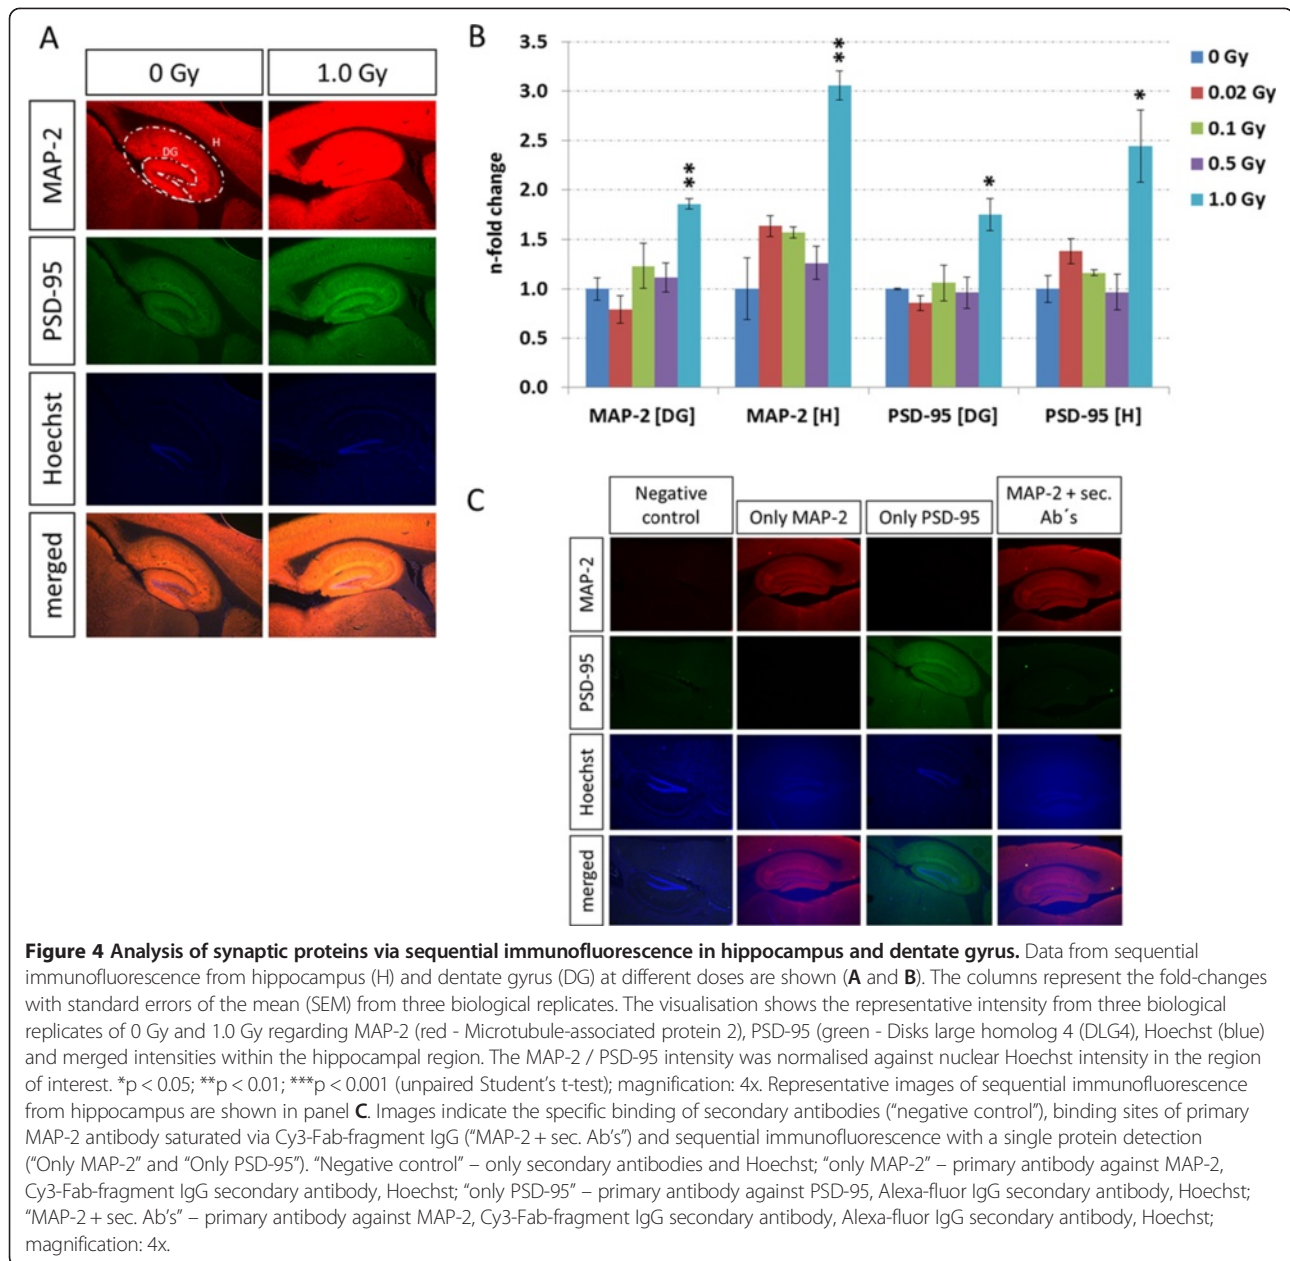 A
0 Gy
1.0 Gy
MAP-2
DG
H
PSD-95
Hoechst
merged
B
n-fold change
3.5
3.0
2.5
2.0
1.5
1.0
0.5
0.0
**
**
*
*
MAP-2 [DG]
MAP-2 [H]
PSD-95 [DG]
PSD-95 [H]
0 Gy
0.02 Gy
0.1 Gy
0.5 Gy
1.0 Gy
C
Negative
control
Only MAP-2
Only PSD-95
MAP-2 + sec.
Ab´s
MAP-2
PSD-95
Hoechst
merged
Figure 4 Analysis of synaptic proteins via sequential immunofluorescence in hippocampus and dentate gyrus. Data from sequential
immunofluorescence from hippocampus (H) and dentate gyrus (DG) at different doses are shown (A and B). The columns represent the fold-changes
with standard errors of the mean (SEM) from three biological replicates. The visualisation shows the representative intensity from three biological
replicates of 0 Gy and 1.0 Gy regarding MAP-2 (red - Microtubule-associated protein 2), PSD-95 (green - Disks large homolog 4 (DLG4), Hoechst (blue)
and merged intensities within the hippocampal region. The MAP-2 / PSD-95 intensity was normalised against nuclear Hoechst intensity in the region
of interest. *p < 0.05; **p < 0.01; ***p < 0.001 (unpaired Student's t-test); magnification: 4x. Representative images of sequential immunofluorescence
from hippocampus are shown in panel C. Images indicate the specific binding of secondary antibodies ("negative control"), binding sites of primary
MAP-2 antibody saturated via Cy3-Fab-fragment IgG ("MAP-2 + sec. Ab's") and sequential immunofluorescence with a single protein detection
("Only MAP-2" and "Only PSD-95"). "Negative control" – only secondary antibodies and Hoechst; "only MAP-2" – primary antibody against MAP-2,
Cy3-Fab-fragment IgG secondary antibody, Hoechst; "only PSD-95" – primary antibody against PSD-95, Alexa-fluor IgG secondary antibody, Hoechst;
"MAP-2 + sec. Ab's" – primary antibody against MAP-2, Cy3-Fab-fragment IgG secondary antibody, Alexa-fluor IgG secondary antibody, Hoechst;
magnification: 4x.